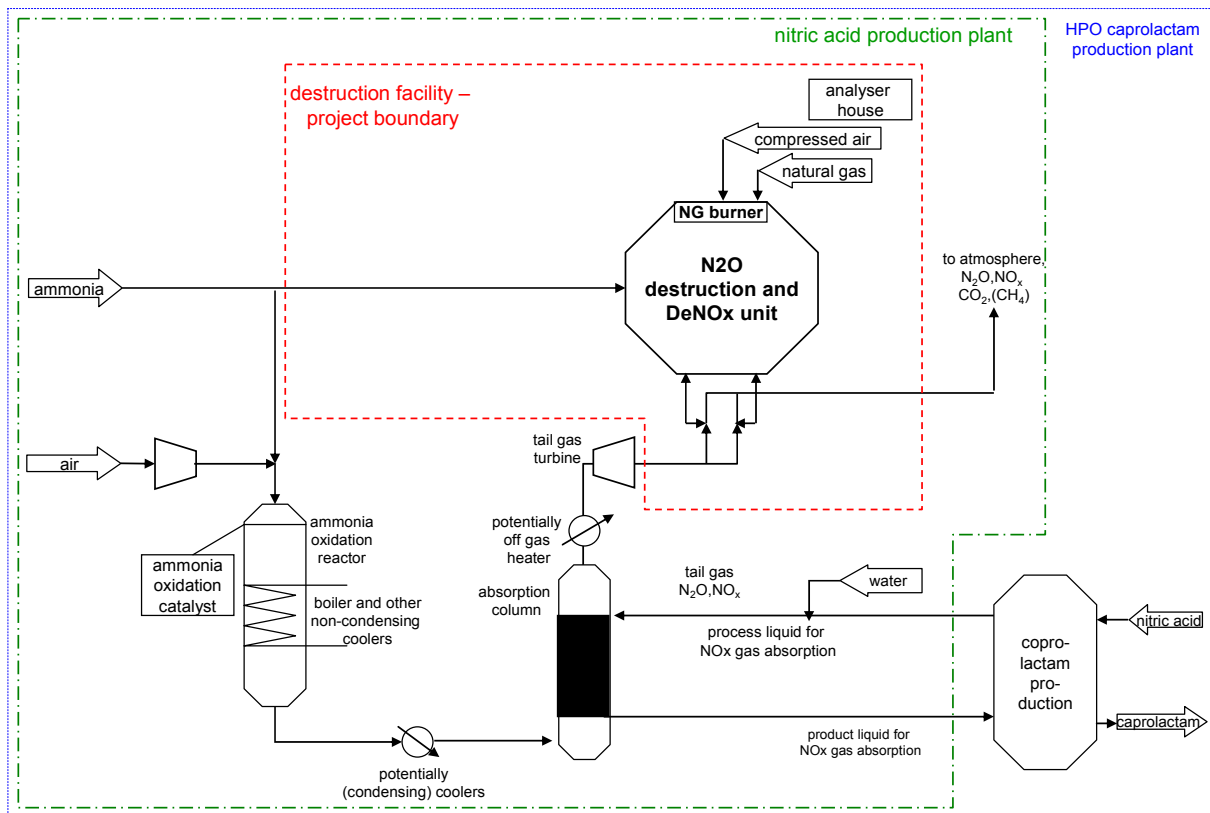 nitric acid production plant
HPO caprolactam
production plant
destruction facility –
project boundary
analyser
house
compressed air
natural gas
NG burner
N2O
destruction and
DeNOx unit
to atmosphere,
N₂O,NOₓ
CO₂,(CH₄)
ammonia
air
tail gas
turbine
ammonia
oxidation
reactor
ammonia
oxidation
catalyst
boiler and other
non-condensing
coolers
potentially
off gas
heater
absorption
column
tail gas
N₂O,NOₓ
water
process liquid for
NOx gas absorption
nitric acid
copro-
lactam
pro-
duction
caprolactam
product liquid for
NOx gas absorption
potentially
(condensing) coolers